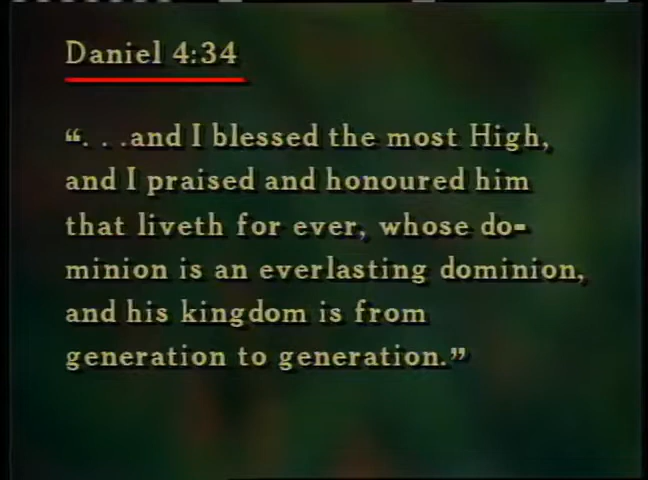 Daniel 4:34
“. . .and I blessed the most High,
and I praised and honoured him
that liveth for ever, whose do-
minion is an everlasting dominion,
and his kingdom is from
generation to generation.”